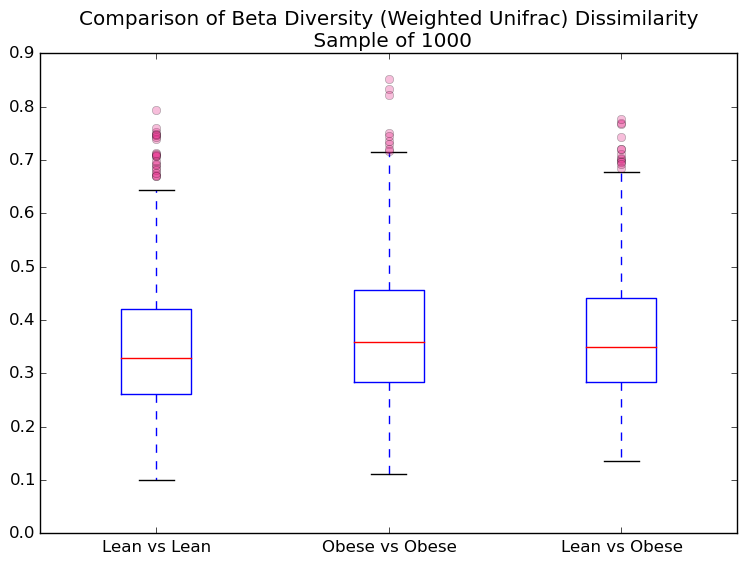 Comparison of Beta Diversity (Weighted Unifrac) Dissimilarity
Sample of 1000
0.9
0.8
0.7
0.6
0.5
0.4
0.3
0.2
0.1
0.0
Lean vs Lean
Obese vs Obese
Lean vs Obese